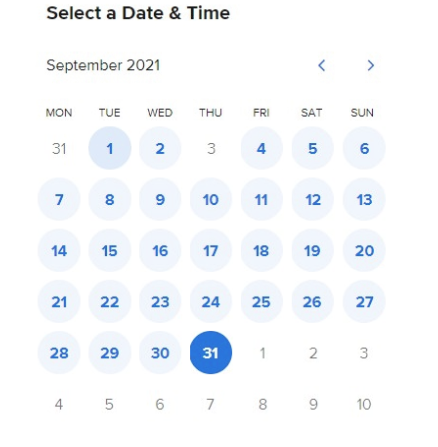 Select a Date & Time
September 2021
MON TUE WED THU FRI SAT SUN
31 1 2 3 4 5 6
7 8 9 10 11 12 13
14 15 16 17 18 19 20
21 22 23 24 25 26 27
28 29 30 31 1 2 3
4 5 6 7 8 9 10